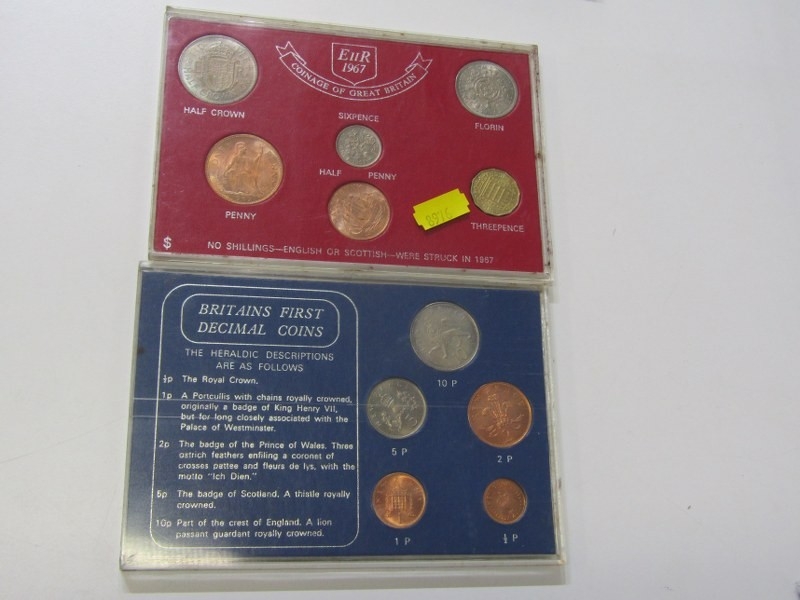 EIIR
1967
COINAGE OF GREAT BRITAIN
HALF CROWN
SIXPENCE
FLORIN
HALF PENNY
PENNY
8976
THREEPENCE
$ NO SHILLINGS—ENGLISH OR SCOTTISH—WERE STRUCK IN 1967
BRITAINS FIRST
DECIMAL COINS
THE HERALDIC DESCRIPTIONS
ARE AS FOLLOWS
½p The Royal Crown.
1p A Portcullis with chains royally crowned,
originally a badge of King Henry VII,
but for long closely associated with the
Palace of Westminster.
2p The badge of the Prince of Wales. Three
ostrich feathers enfiling a coronet of
crosses pattee and fleurs de lys, with the
motto "Ich Dien."
5p The badge of Scotland. A thistle royally
crowned.
10p Part of the crest of England. A lion
passant guardant royally crowned.
10 P
5 P
2 P
1 P
½ P